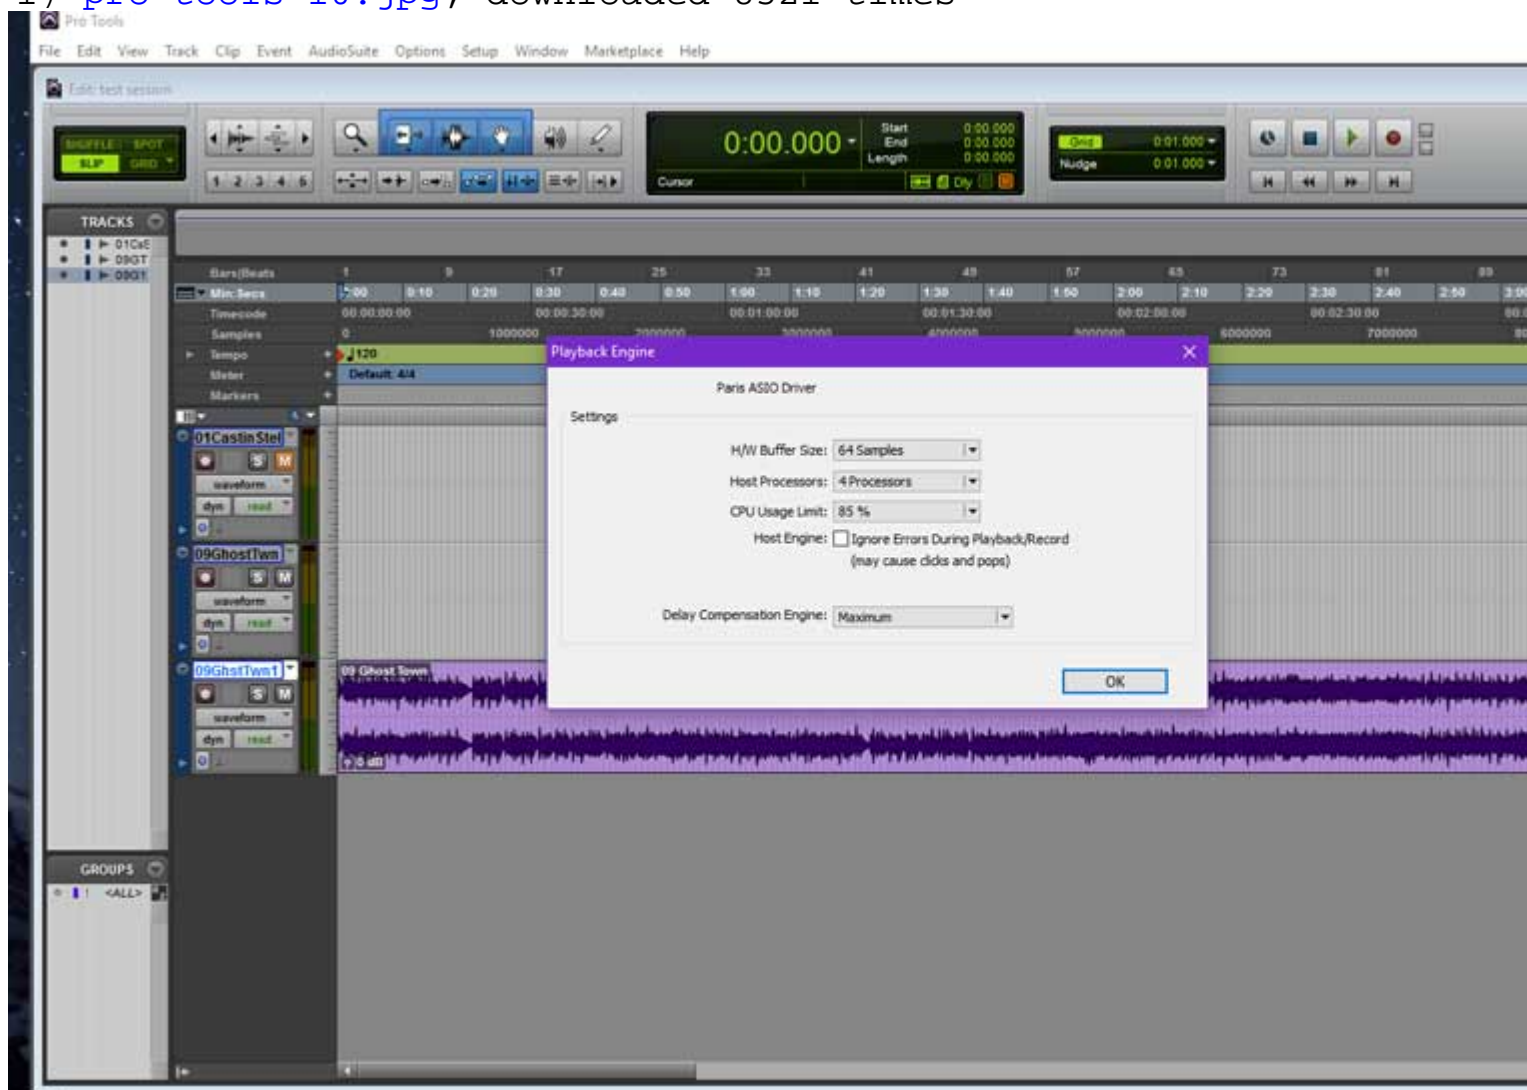 Pro Tools
File Edit View Track Clip Event AudioSuite Options Setup Window Marketplace Help
Edit: test session
SHUFFLE SPOT
SLIP GRID
1 2 3 4 5
0:00.000
Start 0:00.000
End 0:00.000
Length 0:00.000
Cursor
Dly
Grid 0:01.000
Nudge 0:01.000
TRACKS
01CsS
09GT
09GT
Bars|Beats 1 9 17 25 33 41 49 57 65 73 81 89
Min:Secs 0:10 0:20 0:30 0:40 0:50 1:00 1:10 1:20 1:30 1:40 1:50 2:00 2:10 2:20 2:30 2:40 2:50
Timecode 00:00:00:00 00:00:30:00 00:01:00:00 00:01:30:00 00:02:00:00 00:02:30:00
Samples 0 1000000 2000000 3000000 4000000 5000000 6000000 7000000
Tempo 120
Meter Default: 4/4
Markers
01CastinStel
S M
waveform
dyn read
09GhostTwn
S M
waveform
dyn read
09GhstTwn1
S M
waveform
dyn read
09 Ghost Town
0 dB
Playback Engine
Paris ASIO Driver
Settings
H/W Buffer Size: 64 Samples
Host Processors: 4 Processors
CPU Usage Limit: 85 %
Host Engine: Ignore Errors During Playback/Record
(may cause clicks and pops)
Delay Compensation Engine: Maximum
OK
GROUPS
! <ALL>